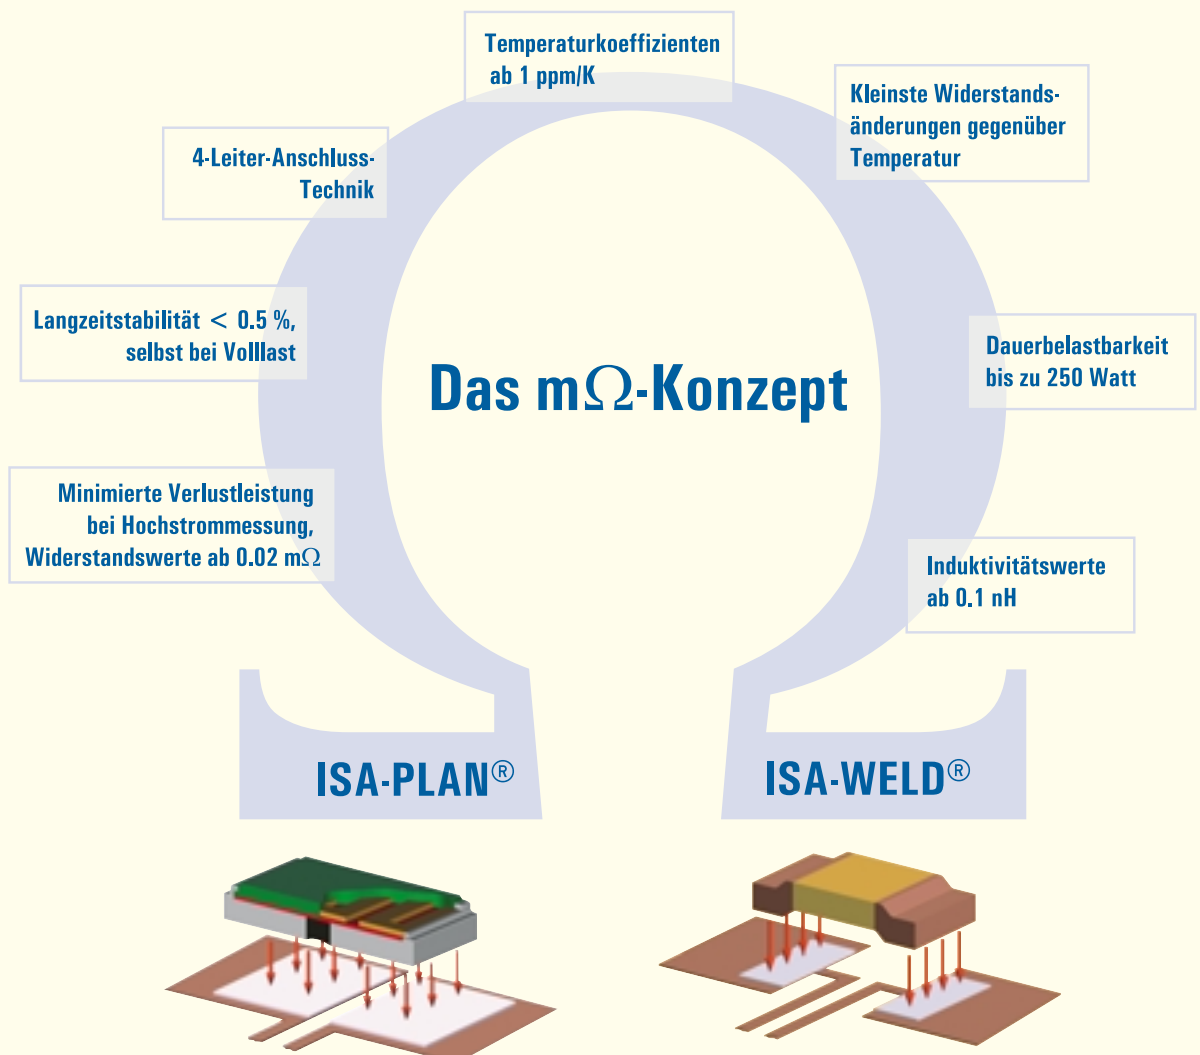 Temperaturkoeffizienten
ab 1 ppm/K
Kleinste Widerstands-
änderungen gegenüber
Temperatur
4-Leiter-Anschluss-
Technik
Langzeitstabilität < 0.5 %,
selbst bei Volllast
Das mΩ-Konzept
Dauerbelastbarkeit
bis zu 250 Watt
Minimierte Verlustleistung
bei Hochstrommessung,
Widerstandswerte ab 0.02 mΩ
Induktivitätswerte
ab 0.1 nH
ISA-PLAN®
ISA-WELD®